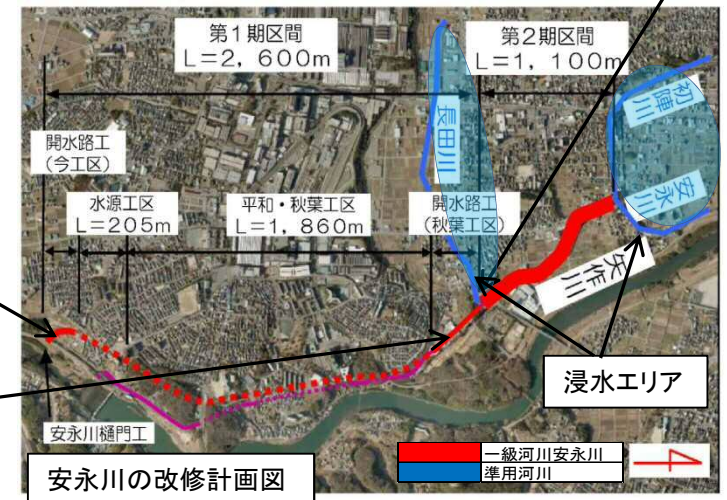 第1期区間
L=2，600m
第2期区間
L=1，100m
長田川
初陣川
安永川
開水路工
(今工区)
水源工区
L=205m
平和・秋葉工区
L=1，860m
開水路工
(秋葉工区)
矢作川
浸水エリア
安永川樋門工
安永川の改修計画図
一級河川安永川
準用河川